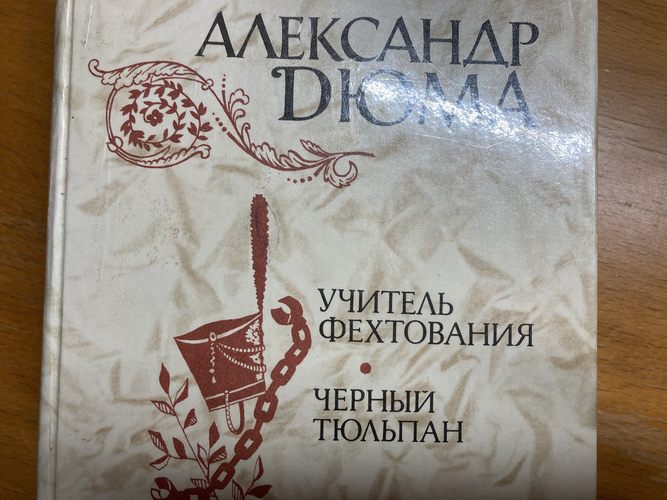 АЛЕКСАНДР
ДЮМА
УЧИТЕЛЬ
ФЕХТОВАНИЯ
ЧЕРНЫЙ
ТЮЛЬПАН